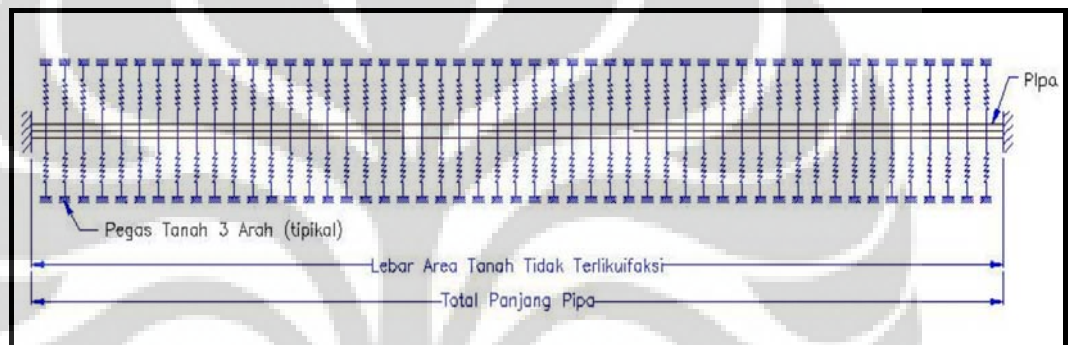 Pipa
Pegas Tanah 3 Arah (tipikal)
Lebar Area Tanah Tidak Terlikuifaksi
Total Panjang Pipa